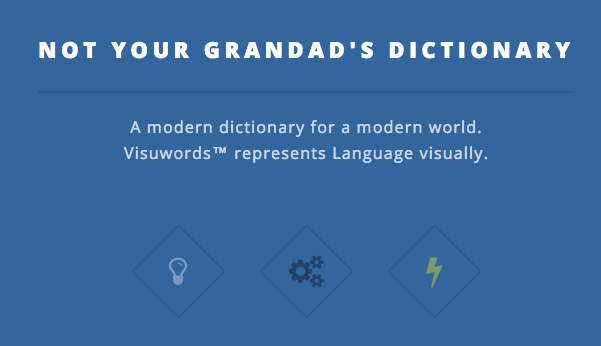 NOT YOUR GRANDAD'S DICTIONARY
A modern dictionary for a modern world.
Visuwords™ represents Language visually.